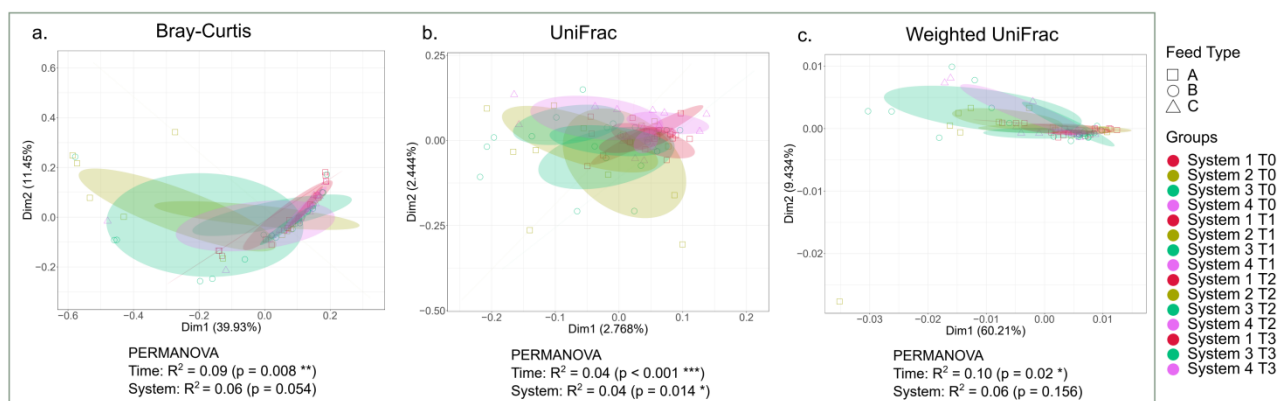 a.
Bray-Curtis
0.6
0.4
0.2
0.0
-0.2
Dim2 (11.45%)
-0.6
-0.4
-0.2
0.0
0.2
Dim1 (39.93%)
PERMANOVA
Time: R² = 0.09 (p = 0.008 **)
System: R² = 0.06 (p = 0.054)
b.
UniFrac
0.25
0.00
-0.25
-0.50
Dim2 (2.444%)
-0.2
-0.1
0.0
0.1
0.2
Dim1 (2.768%)
PERMANOVA
Time: R² = 0.04 (p < 0.001 ***)
System: R² = 0.04 (p = 0.014 *)
c.
Weighted UniFrac
0.01
0.00
-0.01
-0.02
Dim2 (9.434%)
-0.03
-0.02
-0.01
0.00
0.01
Dim1 (60.21%)
PERMANOVA
Time: R² = 0.10 (p = 0.02 *)
System: R² = 0.06 (p = 0.156)
Feed Type
A
B
C
Groups
System 1 T0
System 2 T0
System 3 T0
System 4 T0
System 1 T1
System 2 T1
System 3 T1
System 4 T1
System 1 T2
System 2 T2
System 3 T2
System 4 T2
System 1 T3
System 3 T3
System 4 T3